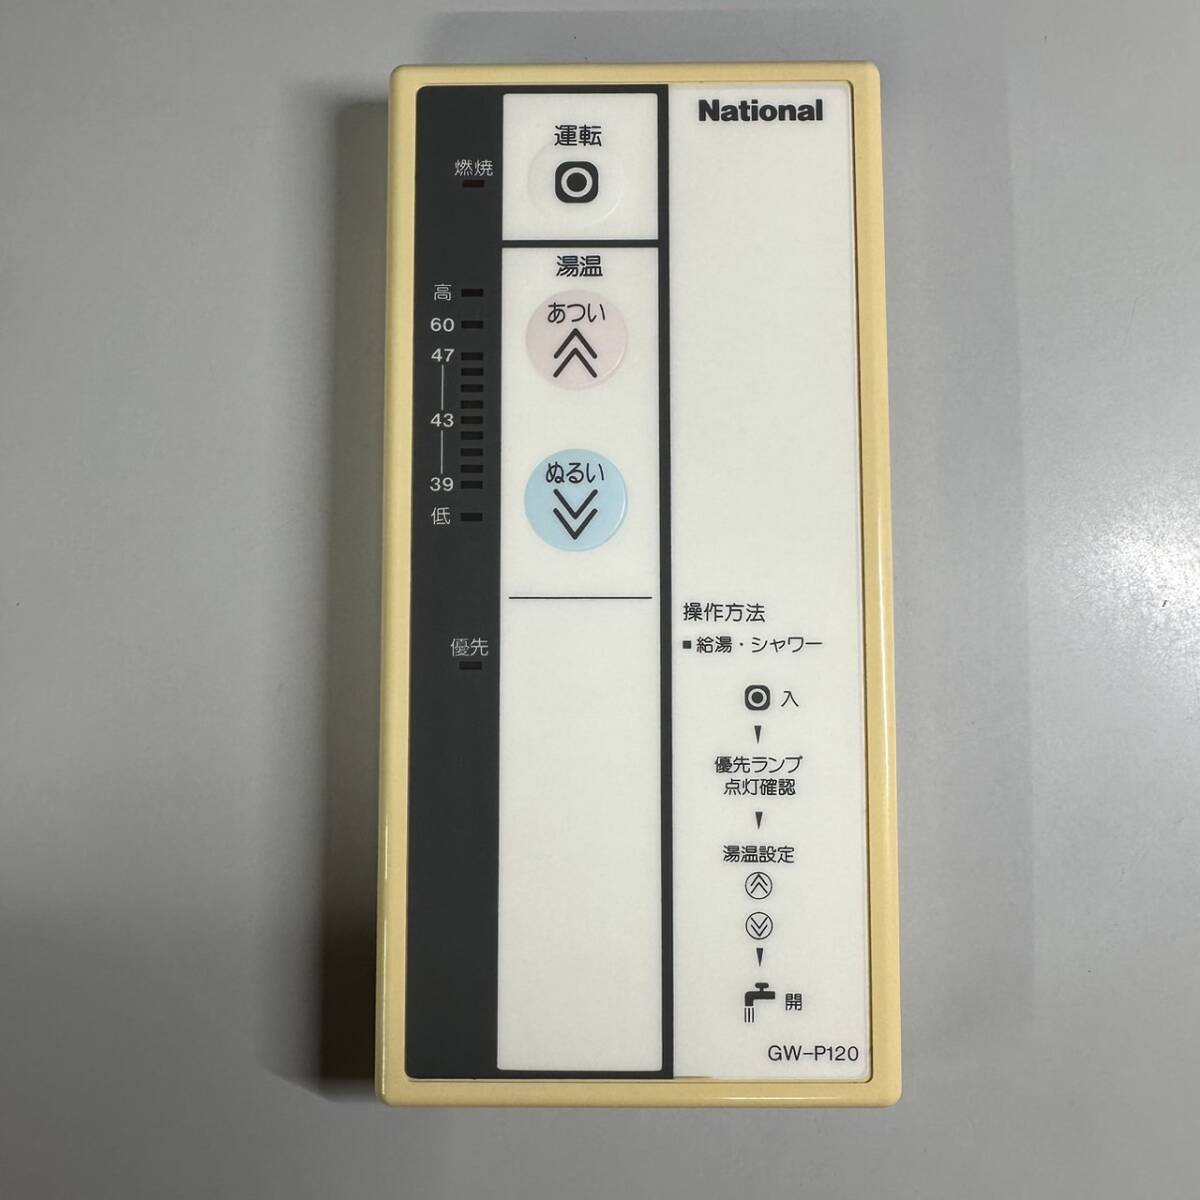 National
運転
燃焼
湯温
高
60
47
43
39
低
あつい
ぬるい
優先
操作方法
■給湯・シャワー
入
優先ランプ
点灯確認
湯温設定
開
GW-P120